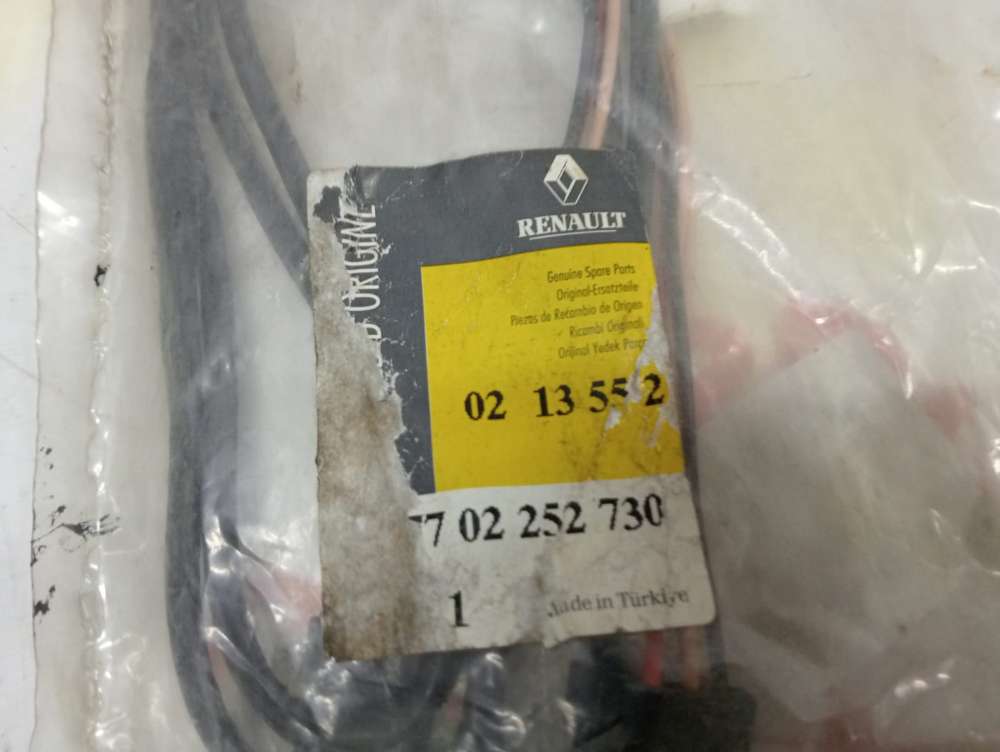 D'ORIGINE
RENAULT
Genuine Spare Parts
Original-Ersatzteile
Piezas de Recambio de Origen
Ricambi Originali
Orijinal Yedek
02 13 55 2
77 02 252 730
1
Made in Türkiye